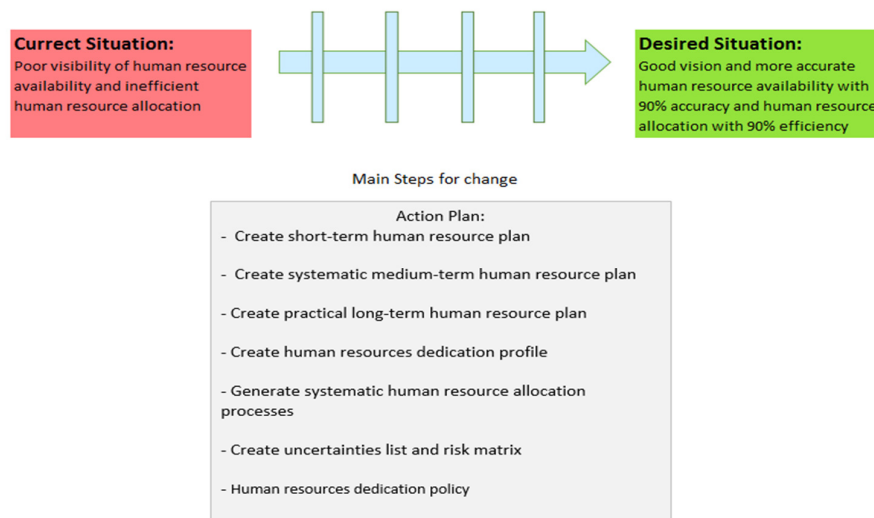 Currect Situation:
Poor visibility of human resource
availability and inefficient
human resource allocation
Desired Situation:
Good vision and more accurate
human resource availability with
90% accuracy and human resource
allocation with 90% efficiency
Main Steps for change
Action Plan:
- Create short-term human resource plan
- Create systematic medium-term human resource plan
- Create practical long-term human resource plan
- Create human resources dedication profile
- Generate systematic human resource allocation
processes
- Create uncertainties list and risk matrix
- Human resources dedication policy